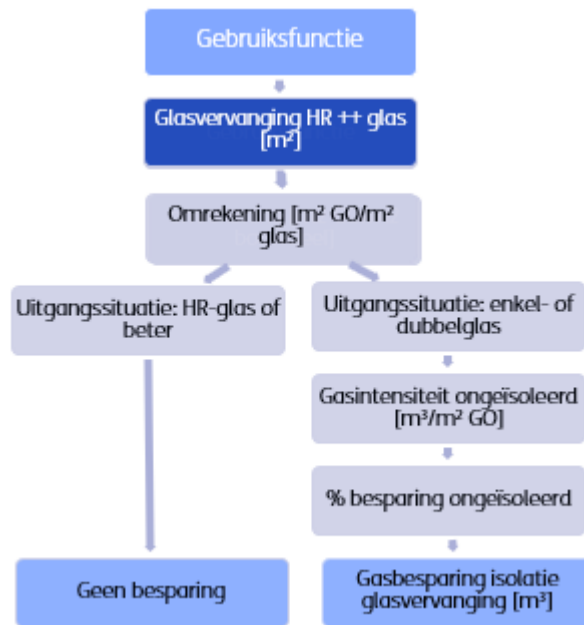 Gebruiksfunctie
Glasvervanging HR ++ glas
[m²]
Omrekening [m² GO/m²
glas]
Uitgangssituatie: HR-glas of
beter
Uitgangssituatie: enkel- of
dubbelglas
Gasintensiteit ongeïsoleerd
[m³/m² GO]
% besparing ongeïsoleerd
Geen besparing
Gasbesparing isolatie
glasvervanging [m³]